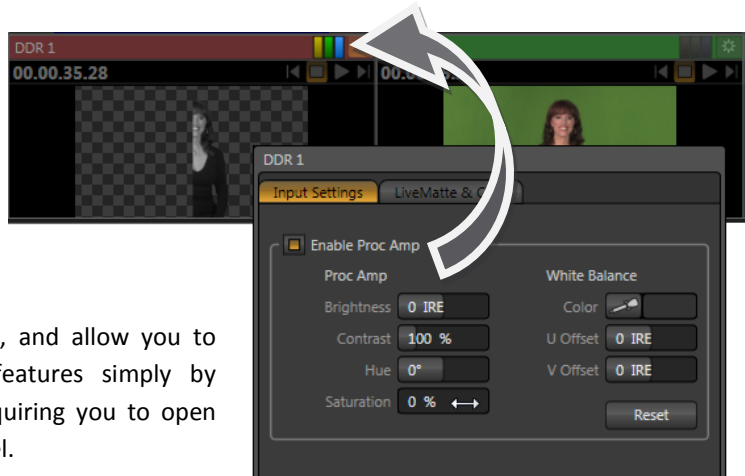 DDR 1
00.00.35.28
00.00
DDR 1
Input Settings LiveMatte &
Enable Proc Amp
Proc Amp White Balance
Brightness 0 IRE Color
Contrast 100 % U Offset 0 IRE
Hue 0° V Offset 0 IRE
Saturation 0 %
Reset
, and allow you to
features simply by
quiring you to open
el.